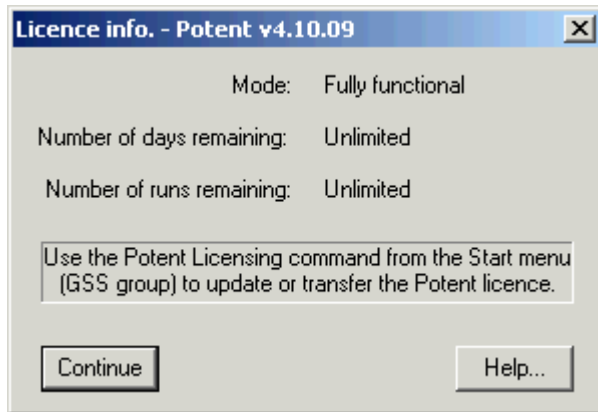 Licence info. - Potent v4.10.09
Mode: Fully functional
Number of days remaining: Unlimited
Number of runs remaining: Unlimited
Use the Potent Licensing command from the Start menu
(GSS group) to update or transfer the Potent licence.
Continue Help...